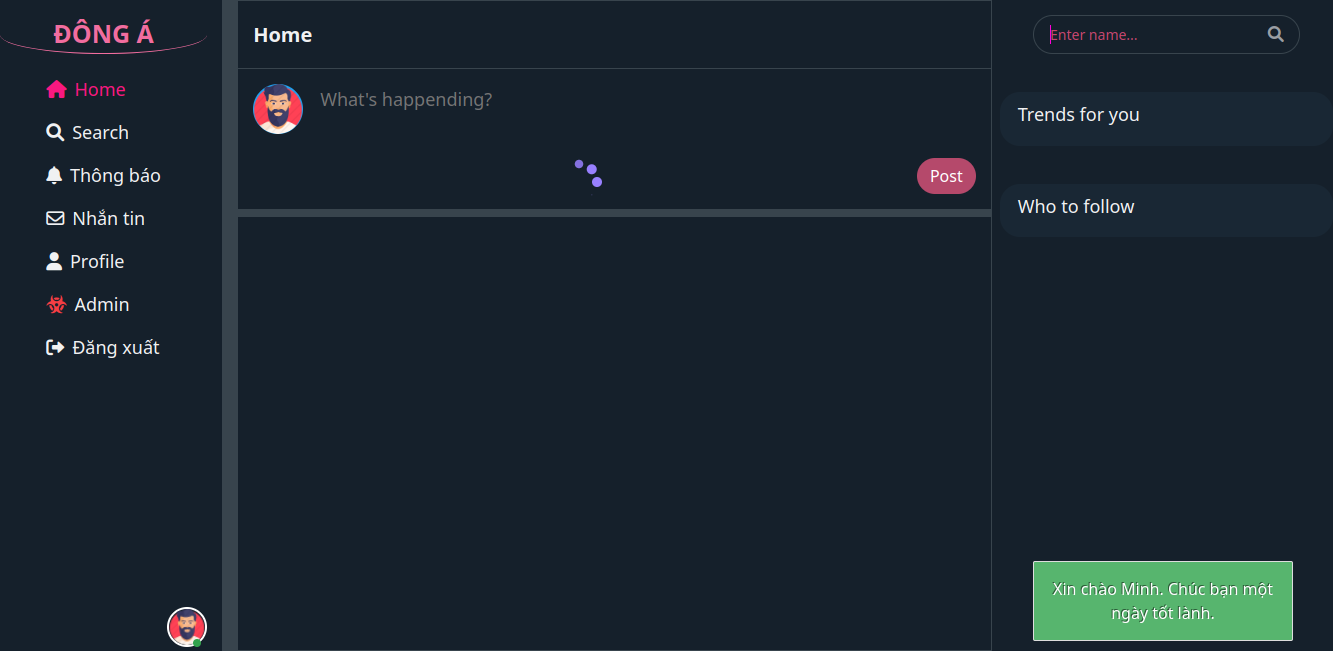 ĐÔNG Á
Home
Search
Thông báo
Nhắn tin
Profile
Admin
Đăng xuất
Home
What's happending?
Post
Enter name...
Trends for you
Who to follow
Xin chào Minh. Chúc bạn một
ngày tốt lành.